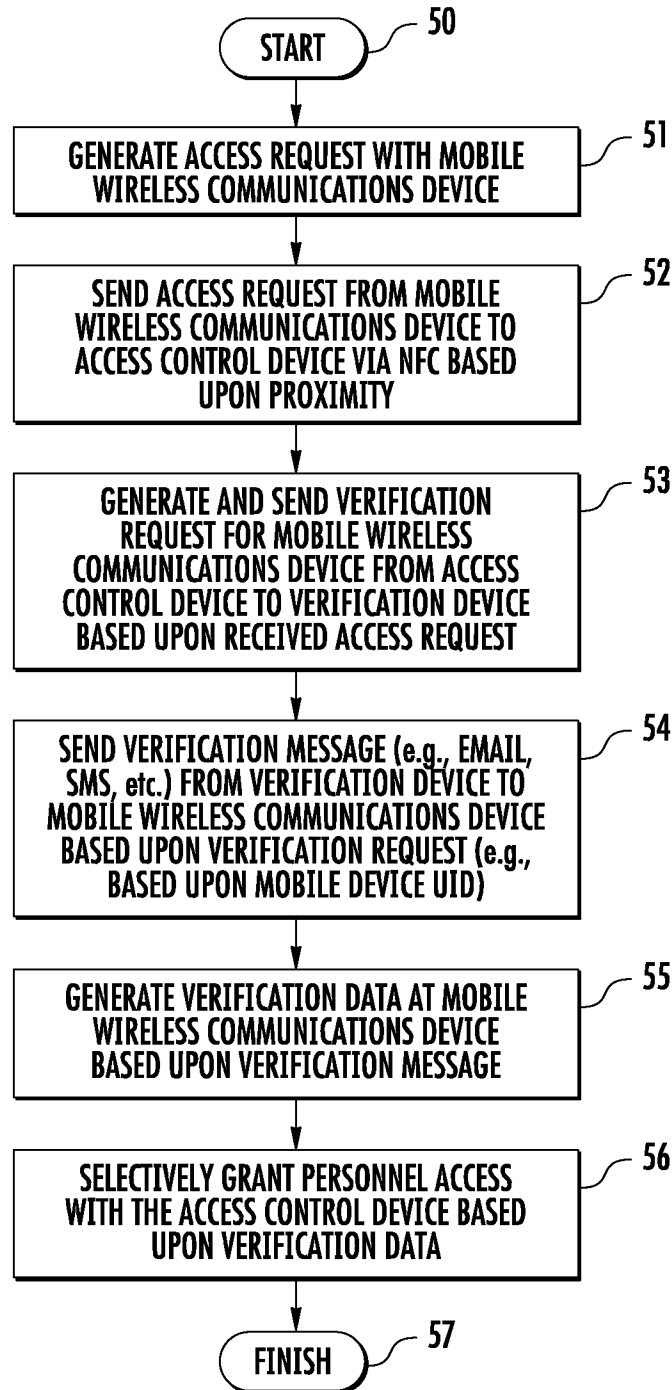 START
50
GENERATE ACCESS REQUEST WITH MOBILE
WIRELESS COMMUNICATIONS DEVICE
51
SEND ACCESS REQUEST FROM MOBILE
WIRELESS COMMUNICATIONS DEVICE TO
ACCESS CONTROL DEVICE VIA NFC BASED
UPON PROXIMITY
52
GENERATE AND SEND VERIFICATION
REQUEST FOR MOBILE WIRELESS
COMMUNICATIONS DEVICE FROM ACCESS
CONTROL DEVICE TO VERIFICATION DEVICE
BASED UPON RECEIVED ACCESS REQUEST
53
SEND VERIFICATION MESSAGE (e.g., EMAIL,
SMS, etc.) FROM VERIFICATION DEVICE TO
MOBILE WIRELESS COMMUNICATIONS DEVICE
BASED UPON VERIFICATION REQUEST (e.g.,
BASED UPON MOBILE DEVICE UID)
54
GENERATE VERIFICATION DATA AT MOBILE
WIRELESS COMMUNICATIONS DEVICE
BASED UPON VERIFICATION MESSAGE
55
SELECTIVELY GRANT PERSONNEL ACCESS
WITH THE ACCESS CONTROL DEVICE BASED
UPON VERIFICATION DATA
56
FINISH
57